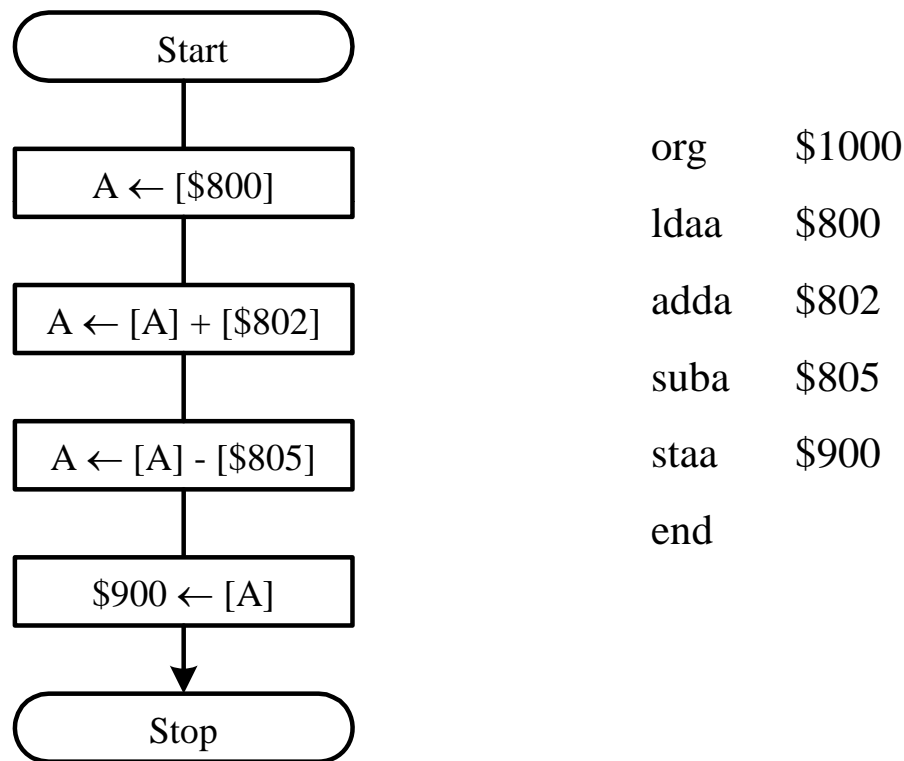 Start
A ← [$800]
A ← [A] + [$802]
A ← [A] - [$805]
$900 ← [A]
Stop
org $1000
ldaa $800
adda $802
suba $805
staa $900
end